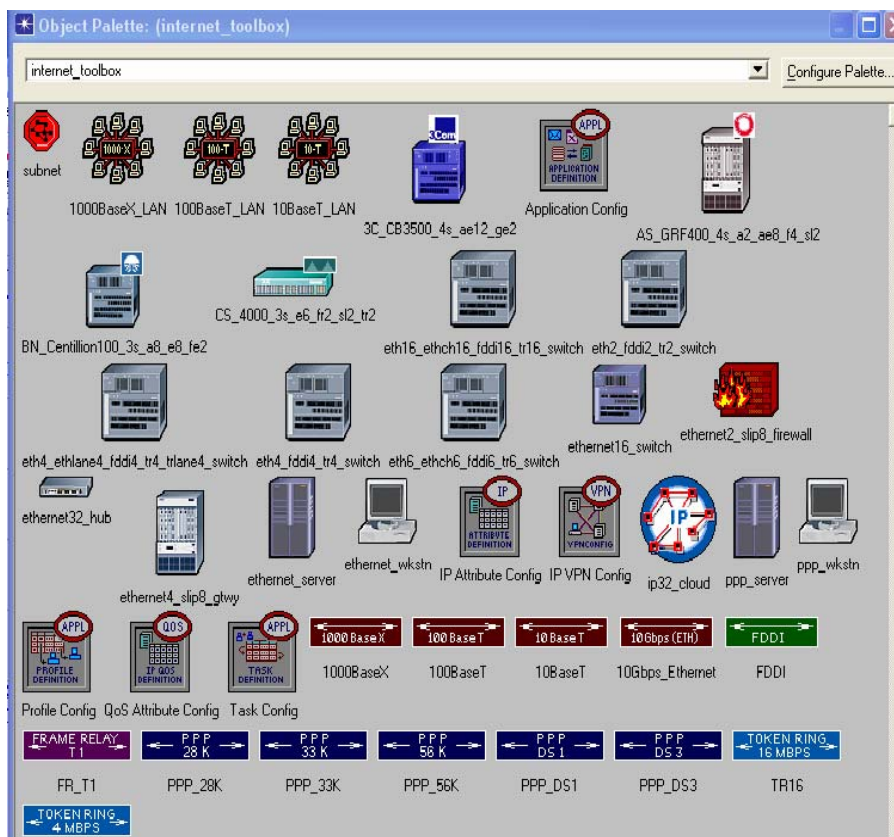 Object Palette: (internet_toolbox)
internet_toolbox
Configure Palette...
1000-X 100-T 10-T 3Com APPL
APPLICATION DEFINITION
subnet
1000BaseX_LAN 100BaseT_LAN 10BaseT_LAN
3C_CB3500_4s_ae12_ge2
Application Config
AS_GRF400_4s_a2_ae8_f4_sl2
BN_Centillion100_3s_a8_e8_fe2
CS_4000_3s_e6_fr2_sl2_tr2
eth16_ethch16_fddi16_tr16_switch
eth2_fddi2_tr2_switch
eth4_ethlane4_fddi4_tr4_trlane4_switch
eth4_fddi4_tr4_switch
eth6_ethch6_fddi6_tr6_switch
ethernet16_switch
ethernet2_slip8_firewall
ethernet32_hub
ethernet4_slip8_gtwy
ethernet_server
ethernet_wkstn
IP
ATTRIBUTE DEFINITION
IP Attribute Config
VPN
VPNCONFIG
IP VPN Config
IP
ip32_cloud
ppp_server
ppp_wkstn
APPL
PROFILE DEFINITION
Profile Config
QOS
IP QOS DEFINITION
QoS Attribute Config
APPL
TASK DEFINITION
Task Config
1000BaseX 100BaseT 10BaseT 10Gbps(ETH) FDDI
1000BaseX 100BaseT 10BaseT 10Gbps_Ethernet FDDI
FRAME RELAY T1
PPP 28 K
PPP 33 K
PPP 56 K
PPP DS1
PPP DS3
TOKEN RING 16 MBPS
FR_T1 PPP_28K PPP_33K PPP_56K PPP_DS1 PPP_DS3 TR16
TOKEN RING
4 MBPS